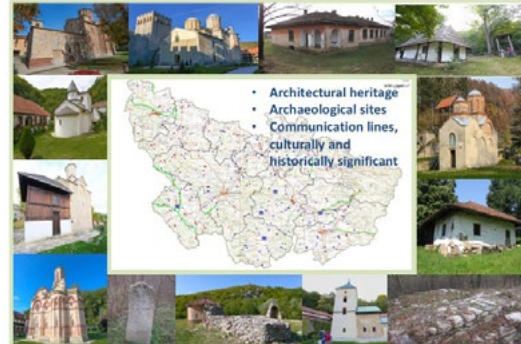 • Architectural heritage
• Archaeological sites
• Communication lines,
culturally and
historically significant